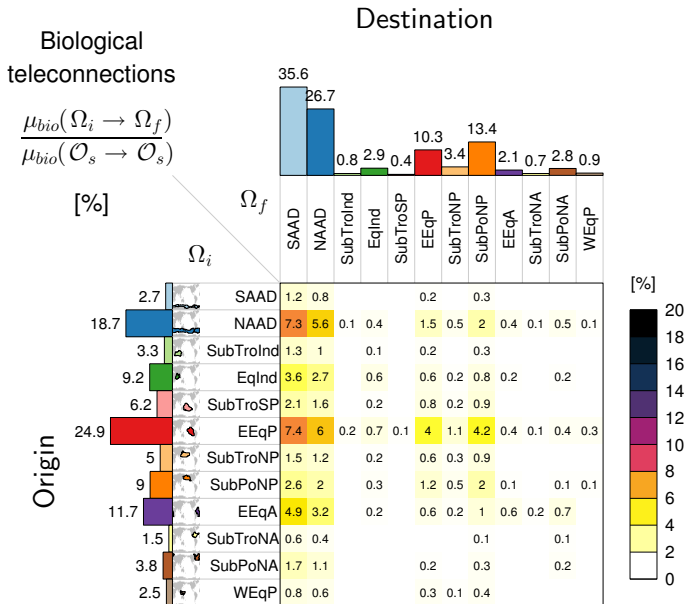 Destination
Biological
teleconnections
μ_bio(Ω_i → Ω_f)
μ_bio(𝒪_s → 𝒪_s)
[%]
35.6 26.7 0.8 2.9 0.4 10.3 3.4 13.4 2.1 0.7 2.8 0.9
Ω_f
SAAD NAAD SubTroInd EqInd SubTroSP EEqP SubTroNP SubPoNP EEqA SubTroNA SubPoNA WEqP
Ω_i
Origin
2.7 SAAD 1.2 0.8 0.2 0.3
18.7 NAAD 7.3 5.6 0.1 0.4 1.5 0.5 2 0.4 0.1 0.5 0.1
3.3 SubTroInd 1.3 1 0.1 0.2 0.3
9.2 EqInd 3.6 2.7 0.6 0.6 0.2 0.8 0.2 0.2
6.2 SubTroSP 2.1 1.6 0.2 0.8 0.2 0.9
24.9 EEqP 7.4 6 0.2 0.7 0.1 4 1.1 4.2 0.4 0.1 0.4 0.3
5 SubTroNP 1.5 1.2 0.2 0.6 0.3 0.9
9 SubPoNP 2.6 2 0.3 1.2 0.5 2 0.1 0.1 0.1
11.7 EEqA 4.9 3.2 0.2 0.6 0.2 1 0.6 0.2 0.7
1.5 SubTroNA 0.6 0.4 0.1 0.1
3.8 SubPoNA 1.7 1.1 0.2 0.3 0.2
2.5 WEqP 0.8 0.6 0.3 0.1 0.4
[%]
20
18
16
14
12
10
8
6
4
2
0